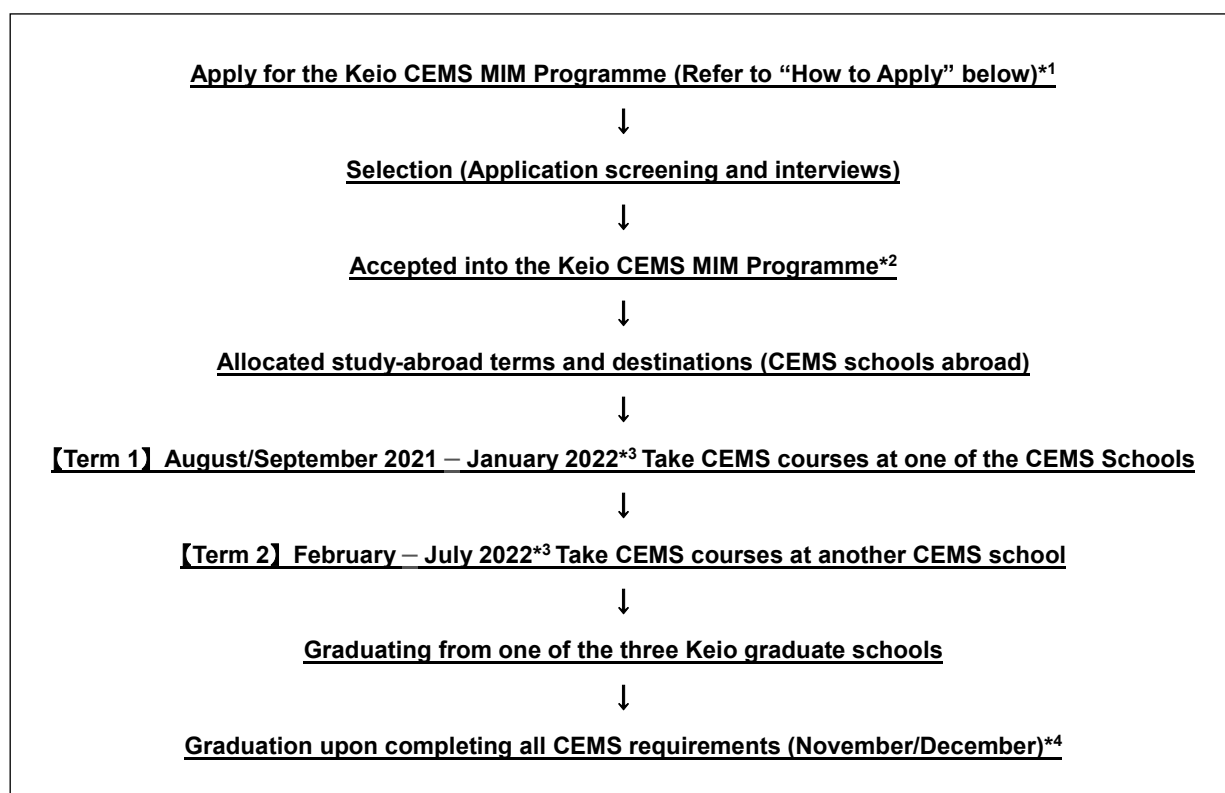 Apply for the Keio CEMS MIM Programme (Refer to “How to Apply” below)*1
↓
Selection (Application screening and interviews)
↓
Accepted into the Keio CEMS MIM Programme*2
↓
Allocated study-abroad terms and destinations (CEMS schools abroad)
↓
【Term 1】 August/September 2021 – January 2022*3 Take CEMS courses at one of the CEMS Schools
↓
【Term 2】 February – July 2022*3 Take CEMS courses at another CEMS school
↓
Graduating from one of the three Keio graduate schools
↓
Graduation upon completing all CEMS requirements (November/December)*4